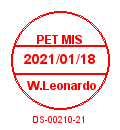 PET MIS
2021/01/18
W.Leonardo
DS-00210-21